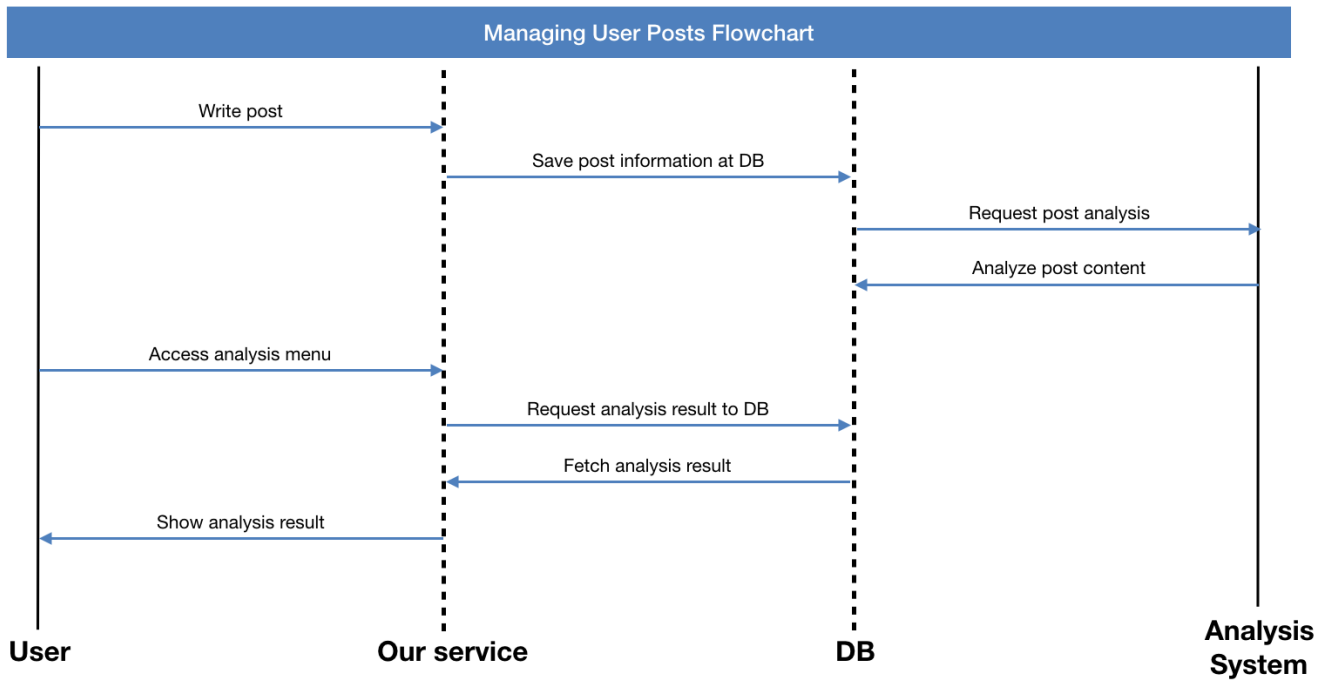 Managing User Posts Flowchart
Write post
Save post information at DB
Request post analysis
Analyze post content
Access analysis menu
Request analysis result to DB
Fetch analysis result
Show analysis result
User
Our service
DB
Analysis
System